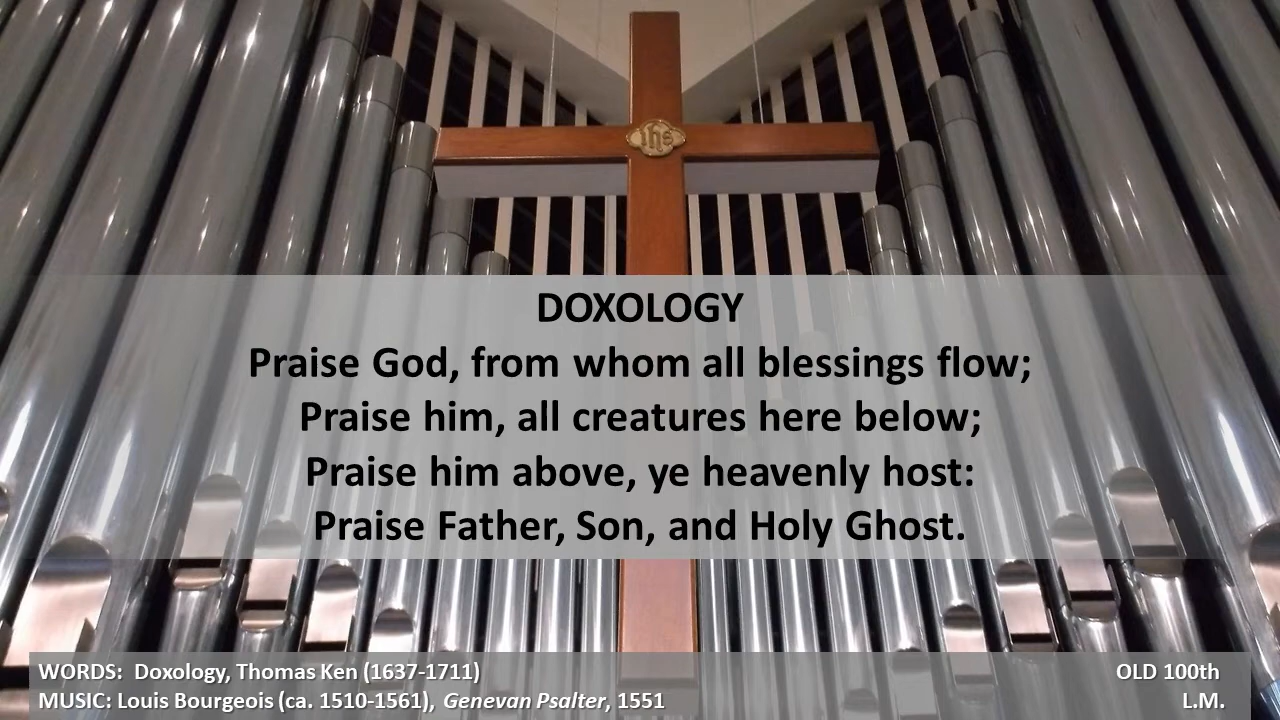 ihs
DOXOLOGY
Praise God, from whom all blessings flow;
Praise him, all creatures here below;
Praise him above, ye heavenly host:
Praise Father, Son, and Holy Ghost.
WORDS: Doxology, Thomas Ken (1637-1711)
OLD 100th
MUSIC: Louis Bourgeois (ca. 1510-1561), Genevan Psalter, 1551
L.M.